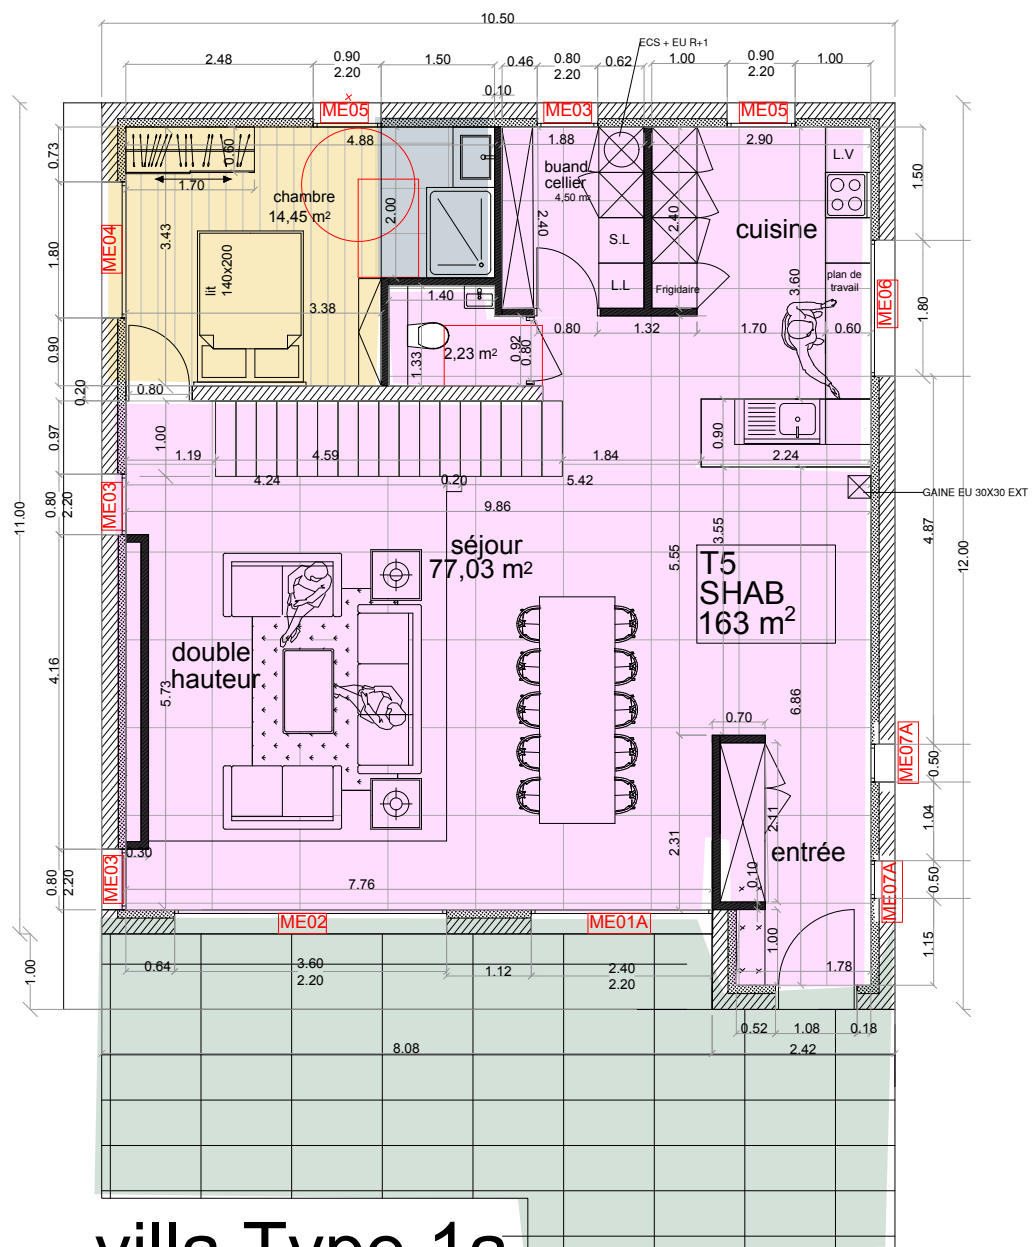 10.50
ECS + EU R+1
2.48
0.90
2.20
1.50
0.46
0.80
2.20
0.62
1.00
0.90
2.20
1.00
0.10
ME05
ME03
ME05
0.73
4.88
1.88
2.90
L.V
1.50
0.60
1.70
chambre
14,45 m²
2.00
buand
cellier
4,50 m²
2.40
2.40
S.L
cuisine
1.80
ME04
3.43
lit
140x200
3.38
1.40
L.L
Frigidaire
3.60
plan de
travail
ME06
1.80
0.90
1.33
2,23 m²
0.92
0.80
0.80
1.32
1.70
0.60
0.20
0.80
0.97
1.00
1.19
4.59
1.84
0.90
2.24
4.24
0.20
5.42
GAINE EU 30X30 EXT
11.00
0.80
2.20
ME03
9.86
4.87
12.00
séjour
77,03 m²
5.55
3.55
T5
SHAB
163 m²
double
hauteur
4.16
5.73
6.86
0.70
ME07A
0.50
2.11
1.04
2.31
entrée
0.30
0.80
2.20
ME03
7.76
0.10
0.50
ME07A
ME02
ME01A
1.00
1.15
1.00
0.64
3.60
2.20
1.12
2.40
2.20
1.78
0.52
1.08
0.18
8.08
2.42
villa Type 1a